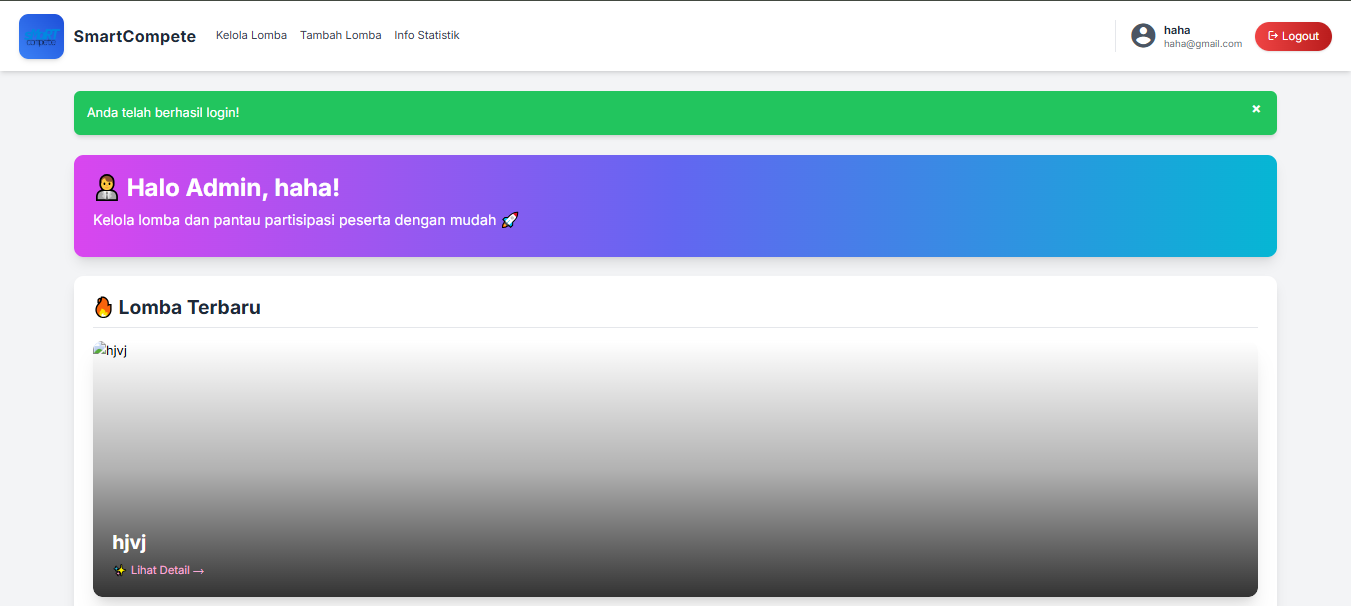 SmartCompete
Kelola Lomba
Tambah Lomba
Info Statistik
haha
haha@gmail.com
Logout
Anda telah berhasil login!
×
Halo Admin, haha!
Kelola lomba dan pantau partisipasi peserta dengan mudah 🚀
🔥 Lomba Terbaru
hjvj
hjvj
✨ Lihat Detail →